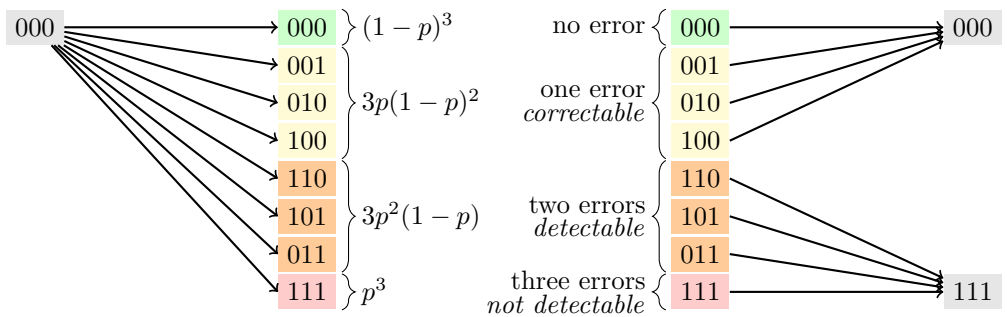 000
000
(1 − p)³
001
010
100
3p(1 − p)²
110
101
011
3p²(1 − p)
111
p³
no error
000
000
one error
correctable
001
010
100
two errors
detectable
110
101
011
three errors
not detectable
111
111